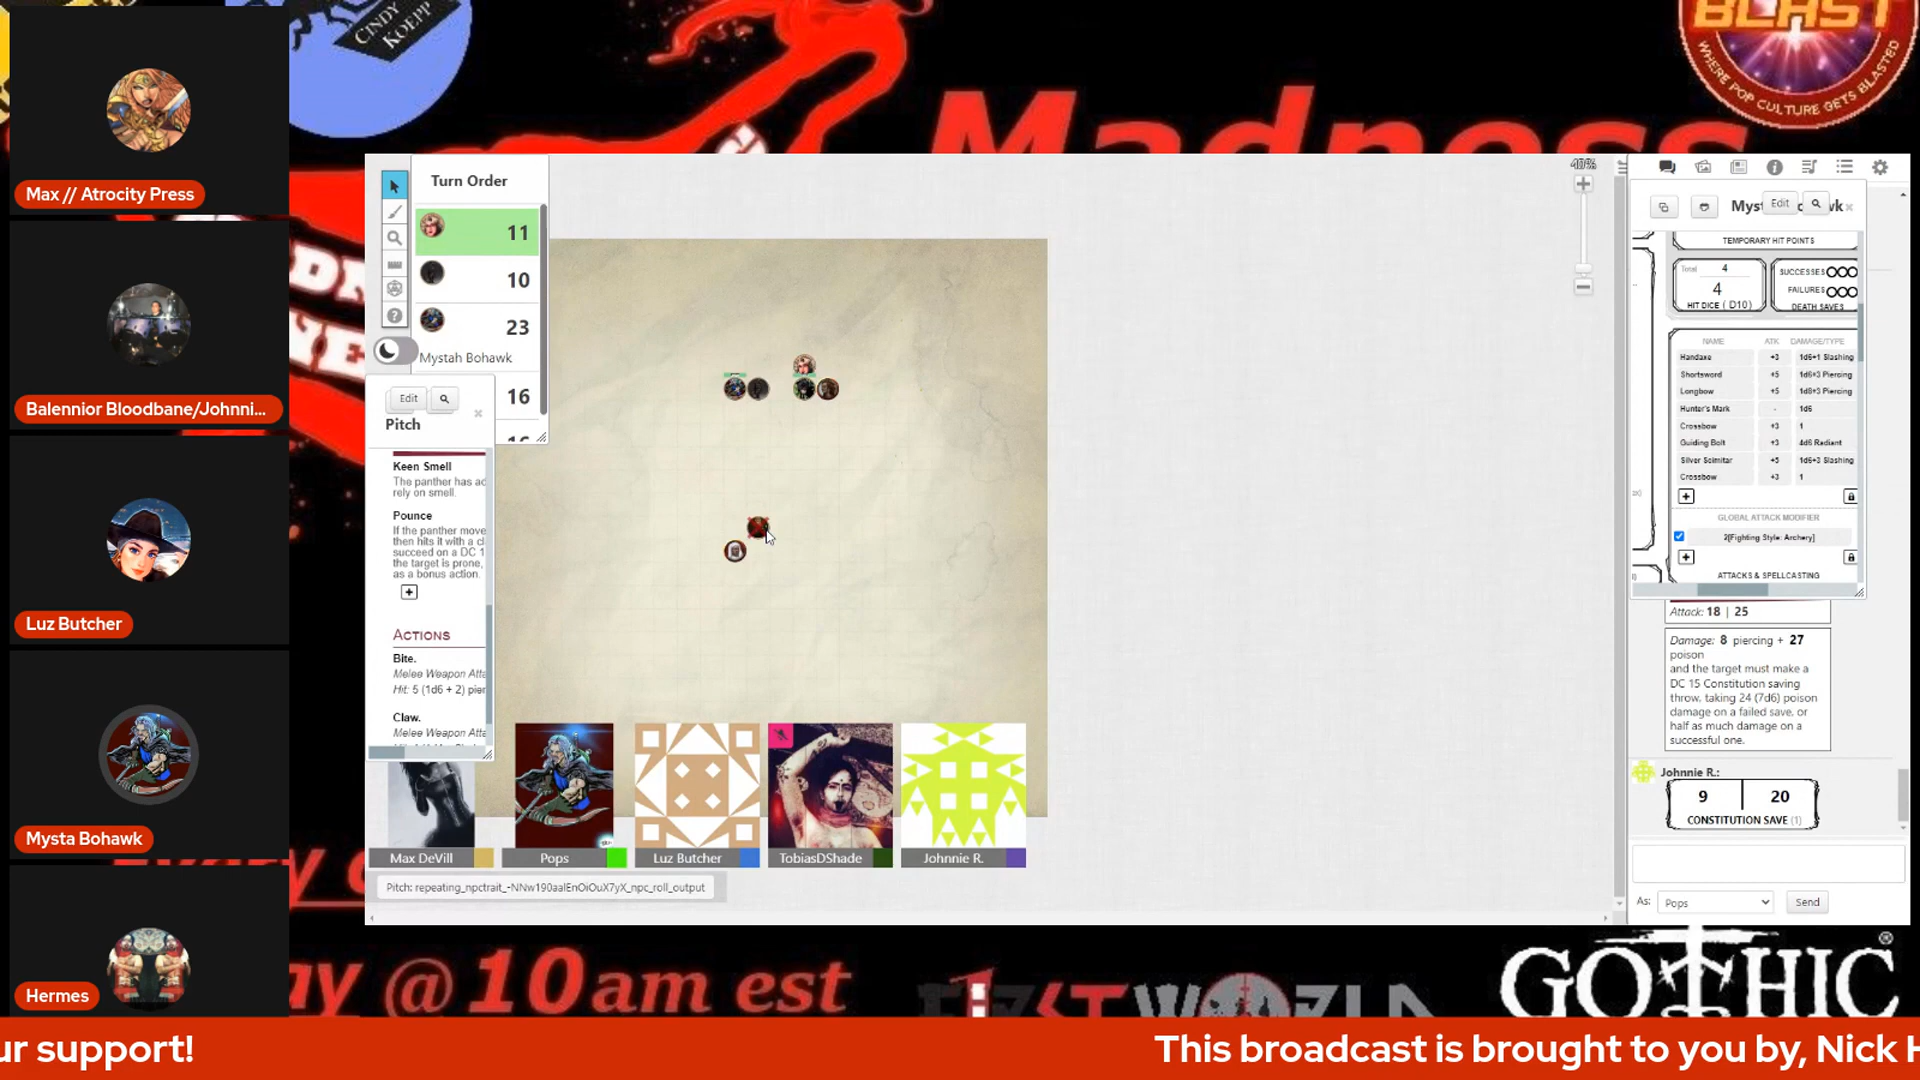 CINDY
KOEPP
BLAST
WHERE POP CULTURE GETS BLASTED
Madness
Max // Atrocity Press
Balennior Bloodbane/Johnni...
Luz Butcher
Mysta Bohawk
Hermes
Turn Order
11
10
23
Mystah Bohawk
16
Edit
Pitch
Keen Smell
The panther has ad
rely on smell.
Pounce
If the panther move
then hits it with a cl
succeed on a DC 1
the target is prone,
as a bonus action.
+
ACTIONS
Bite.
Melee Weapon Atta
Hit: 5 (1d6 + 2) pier
Claw.
Melee Weapon Atta
Max DeVill
Pops
Luz Butcher
TobiasDShade
Johnnie R.
Pitch: repeating_npctrait_-NNw190aalEnOiOuX7yX_npc_roll_output
40%
Edit
TEMPORARY HIT POINTS
Total 4
4
HIT DICE ( D10)
SUCCESSES
FAILURES
DEATH SAVES
NAME ATK DAMAGE/TYPE
Handaxe +3 1d6+1 Slashing
Shortsword +5 1d6+3 Piercing
Longbow +5 1d8+3 Piercing
Hunter's Mark - 1d6
Crossbow +3 1
Guiding Bolt +3 4d6 Radiant
Silver Scimitar +5 1d6+3 Slashing
Crossbow +3 1
GLOBAL ATTACK MODIFIER
2[Fighting Style: Archery]
ATTACKS & SPELLCASTING
Attack: 18 | 25
Damage: 8 piercing + 27
poison
and the target must make a
DC 15 Constitution saving
throw, taking 24 (7d6) poison
damage on a failed save, or
half as much damage on a
successful one.
Johnnie R.:
9 | 20
CONSTITUTION SAVE (1)
As: Pops Send
@ 10am est
GOTHIC
ur support!
This broadcast is brought to you by, Nick H